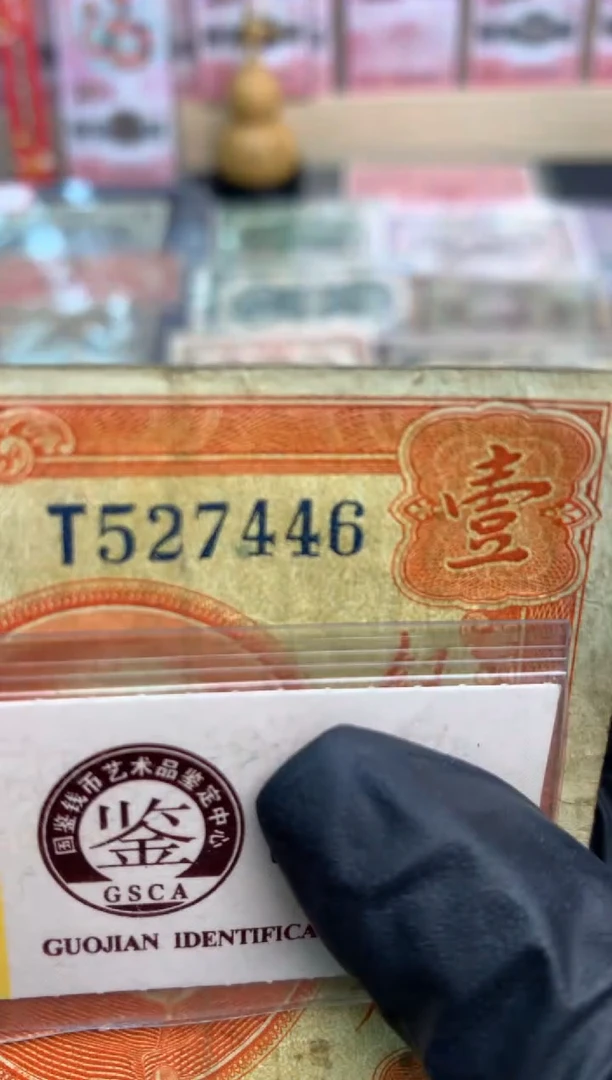 T527446
壹
国鉴钱币艺术品鉴定中心
鉴
GSCA
GUOJIAN IDENTIFICA